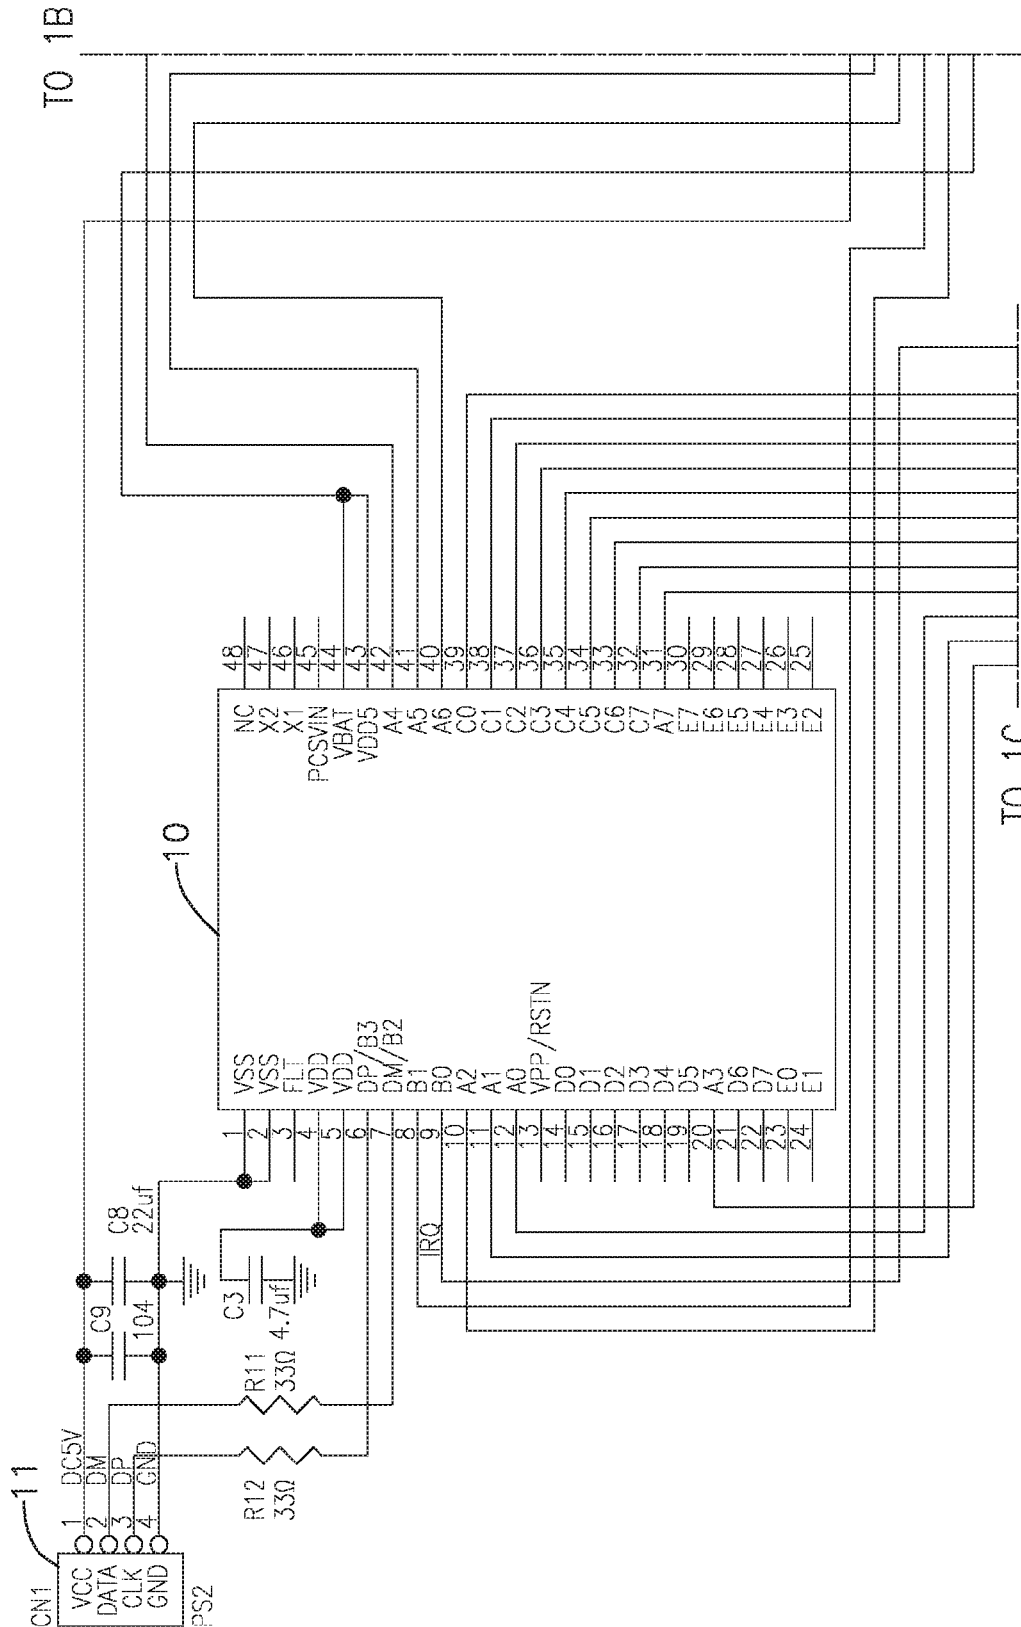 TO 1B
CN1
11
PS2
VCC
DATA
CLK
GND
1
2
3
4
DC5V
DM
DP
GND
C9
104
C8
22uf
R12
33Ω
R11
33Ω
C3
4.7uf
IRQ
10
1 VSS
2 VSS
3 FLT
4 VDD
5 VDD
6 DP/B3
7 DM/B2
8 B1
9 B0
10 A2
11 A1
12 A0
13 VPP/RSTN
14 D0
15 D1
16 D2
17 D3
18 D4
19 D5
20 A3
21 D6
22 D7
23 E0
24 E1
NC 48
X2 47
X1 46
PCSVIN 45
VBAT 44
VDD5 43
A4 42
A5 41
A6 40
C0 39
C1 38
C2 37
C3 36
C4 35
C5 34
C6 33
C7 32
A7 31
E7 30
E6 29
E5 28
E4 27
E3 26
E2 25
TO 1C